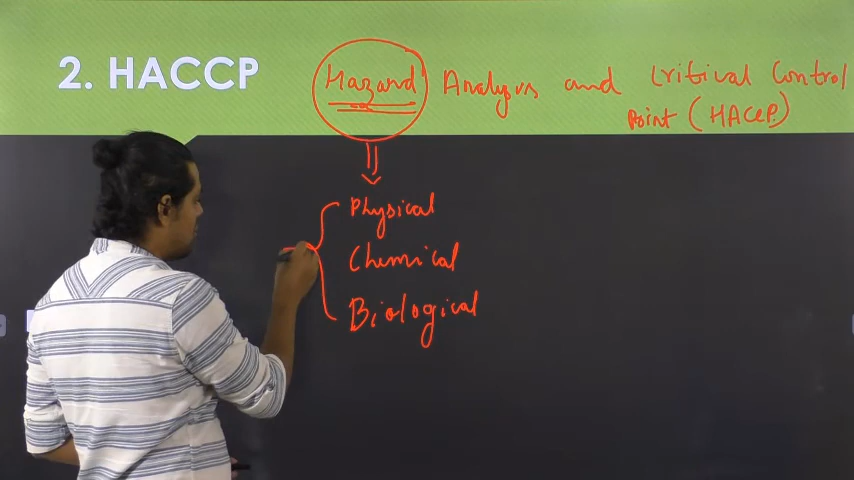 2. HACCP
Hazard Analysis and Critical Control
Point (HACCP)
Physical
Chemical
Biological